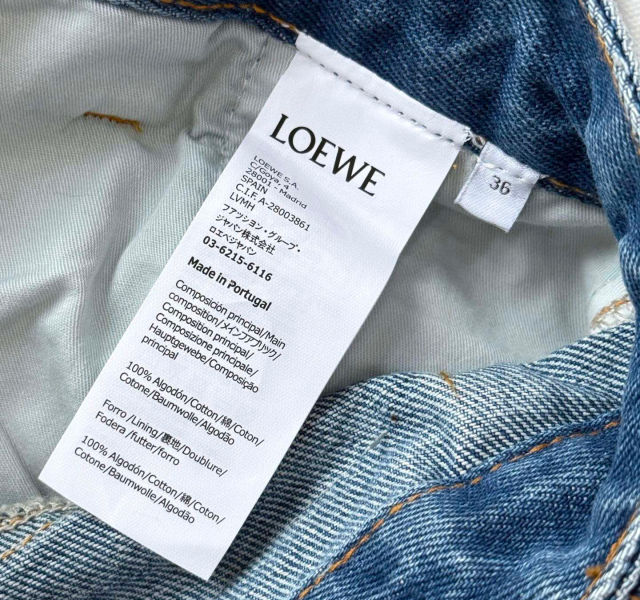 LOEWE
LOEWE S.A.
C/Goya, 4
28001 - Madrid
SPAIN
C.I.F. A-28003861
LVMH
ファッション・グループ・
ジャパン株式会社
ロエベジャパン
03-6215-6116
Made in Portugal
Composición principal/Main
composition/メインファブリック/
Composition principal/
Composizione principale/
Hauptgewebe/Composição
principal
100% Algodón/Cotton/綿/Coton/
Cotone/Baumwolle/Algodão
Forro/Lining/裏地/Doublure/
Fodera/futter/forro
100% Algodón/Cotton/綿/Coton/
Cotone/Baumwolle/Algodão
36